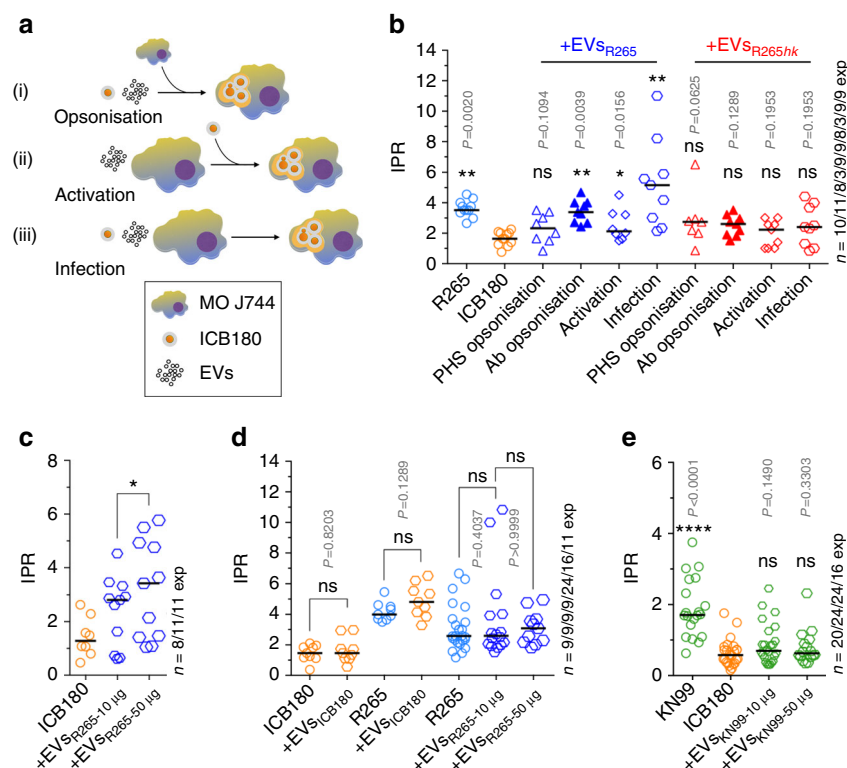 a
(i)
Opsonisation
(ii)
Activation
(iii)
Infection
MO J744
ICB180
EVs
b
+EVsR265
+EVsR265hk
IPR
14
12
10
8
6
4
2
0
P=0.0020
**
P=0.1094
ns
P=0.0039
**
P=0.0156
*
**
P=0.0625
ns
P=0.1289
ns
P=0.1953
ns
P=0.1953
ns
R265
ICB180
PHS opsonisation
Ab opsonisation
Activation
Infection
PHS opsonisation
Ab opsonisation
Activation
Infection
n = 10/11/8/3/9/9/8/3/9/9 exp
c
IPR
8
6
4
2
0
*
ICB180
+EVsR265-10 µg
+EVsR265-50 µg
n = 8/11/11 exp
d
IPR
14
12
10
8
6
4
2
0
P=0.8203
ns
P=0.1289
ns
P=0.4037
ns
P>0.9999
ns
ICB180
+EVsICB180
R265
+EVsICB180
R265
+EVsR265-10 µg
+EVsR265-50 µg
n = 9/9/9/9/24/16/11 exp
e
IPR
6
4
2
0
P<0.0001
****
P=0.1490
ns
P=0.3303
ns
KN99
ICB180
+EVsKN99-10 µg
+EVsKN99-50 µg
n = 20/24/24/16 exp